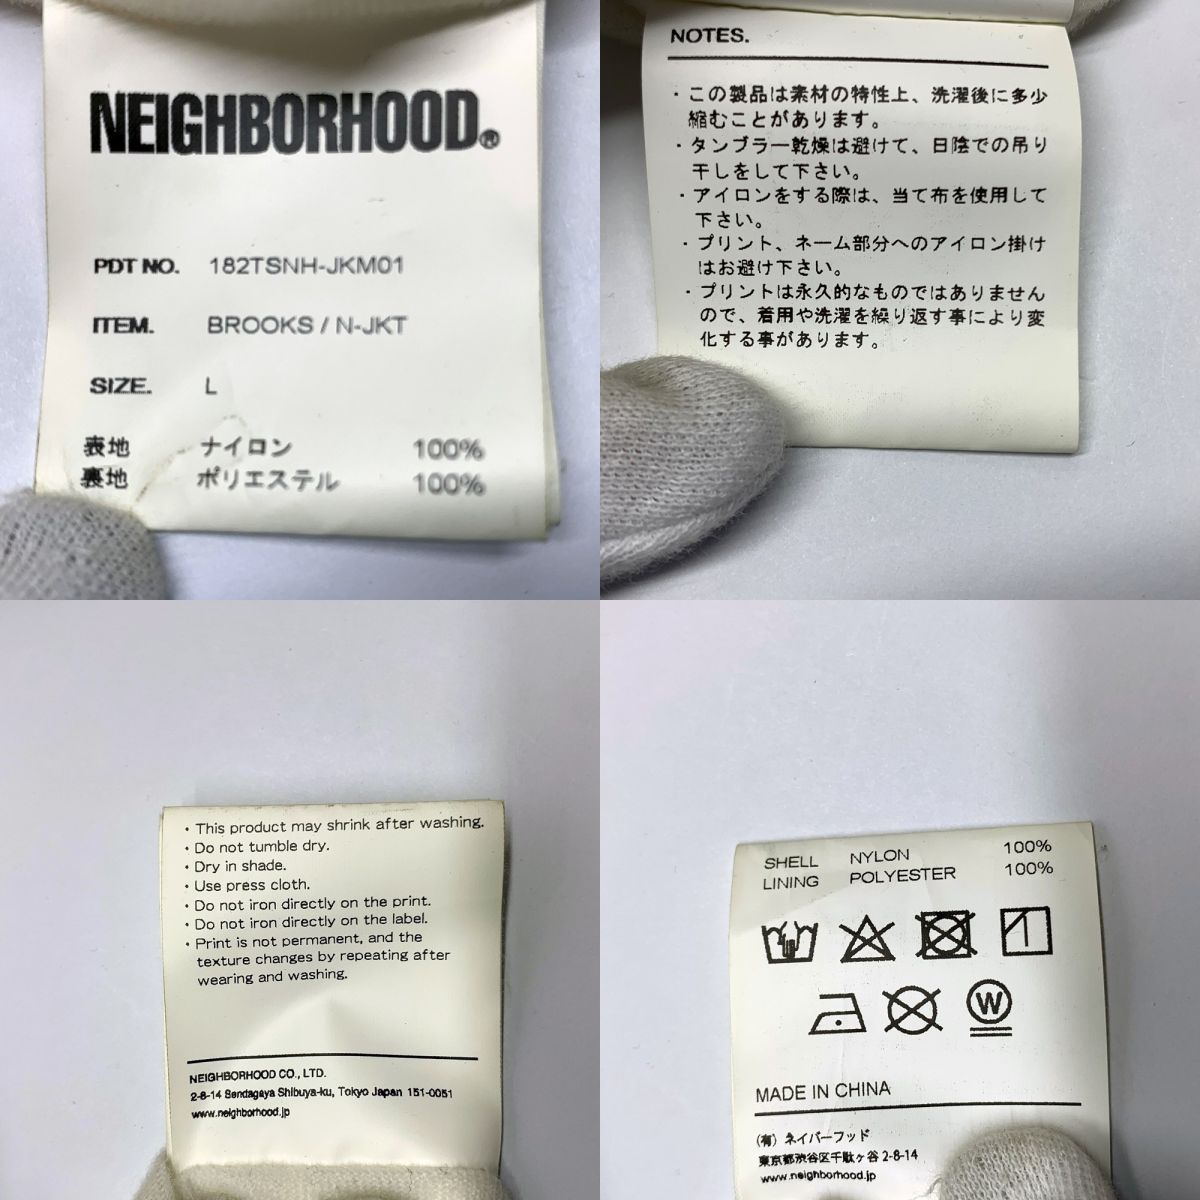 NEIGHBORHOOD®
PDT NO. 182TSNH-JKM01
ITEM. BROOKS / N-JKT
SIZE. L
表地 ナイロン 100%
裏地 ポリエステル 100%
NOTES.
・この製品は素材の特性上、洗濯後に多少
縮むことがあります。
・タンブラー乾燥は避けて、日陰での吊り
干しをして下さい。
・アイロンをする際は、当て布を使用して
下さい。
・プリント、ネーム部分へのアイロン掛け
はお避け下さい。
・プリントは永久的なものではありません
ので、着用や洗濯を繰り返す事により変
化する事があります。
・This product may shrink after washing.
・Do not tumble dry.
・Dry in shade.
・Use press cloth.
・Do not iron directly on the print.
・Do not iron directly on the label.
・Print is not permanent, and the
texture changes by repeating after
wearing and washing.
NEIGHBORHOOD CO., LTD.
2-8-14 Sendagaya Shibuya-ku, Tokyo Japan 151-0051
www.neighborhood.jp
SHELL NYLON 100%
LINING POLYESTER 100%
W
MADE IN CHINA
(有) ネイバーフッド
東京都渋谷区千駄ヶ谷 2-8-14
www.neighborhood.jp